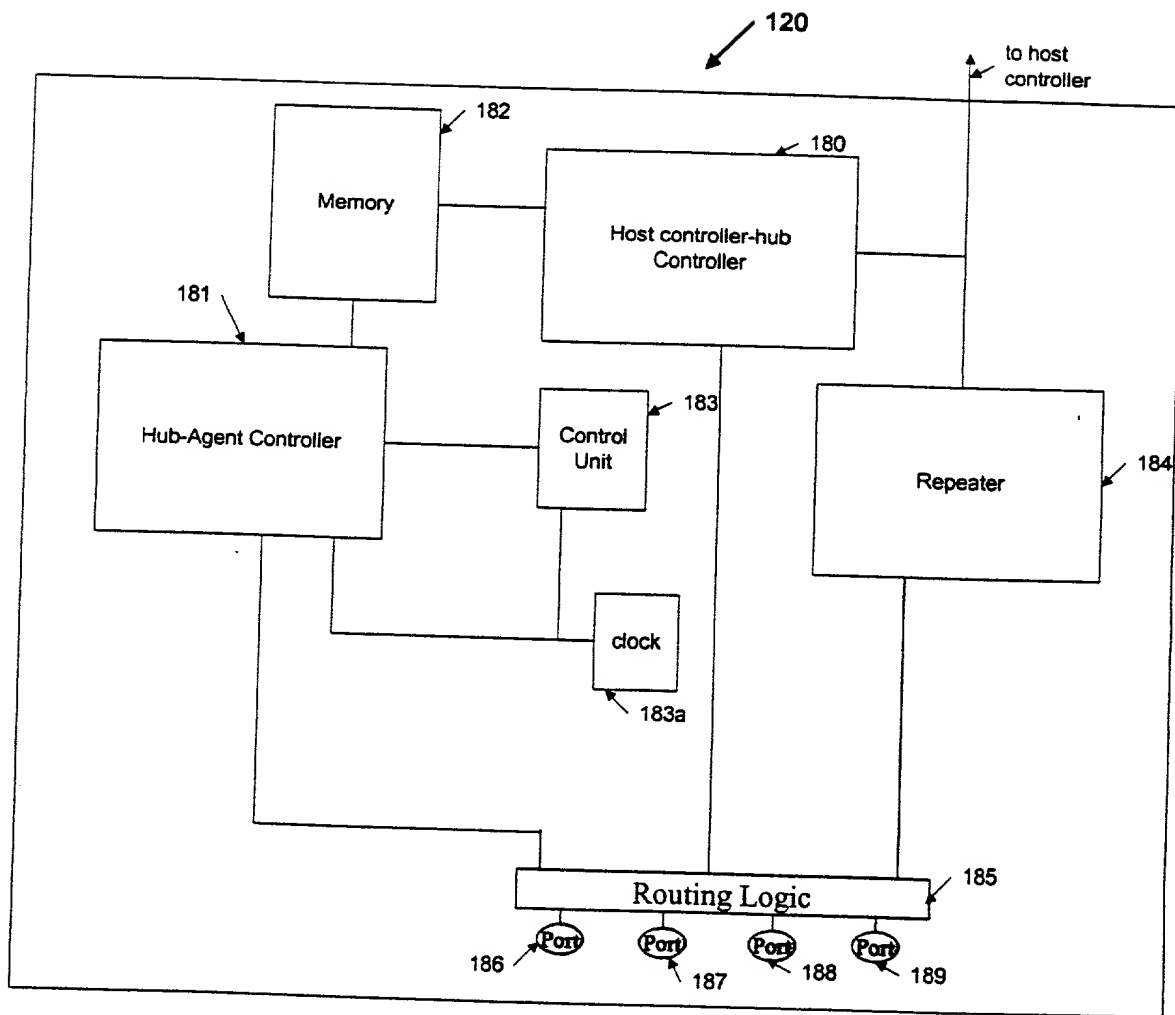 120
to host
controller
182
180
Memory
Host controller-hub
Controller
181
183
Hub-Agent Controller
Control
Unit
184
Repeater
clock
183a
185
Routing Logic
Port
Port
Port
Port
186
187
188
189